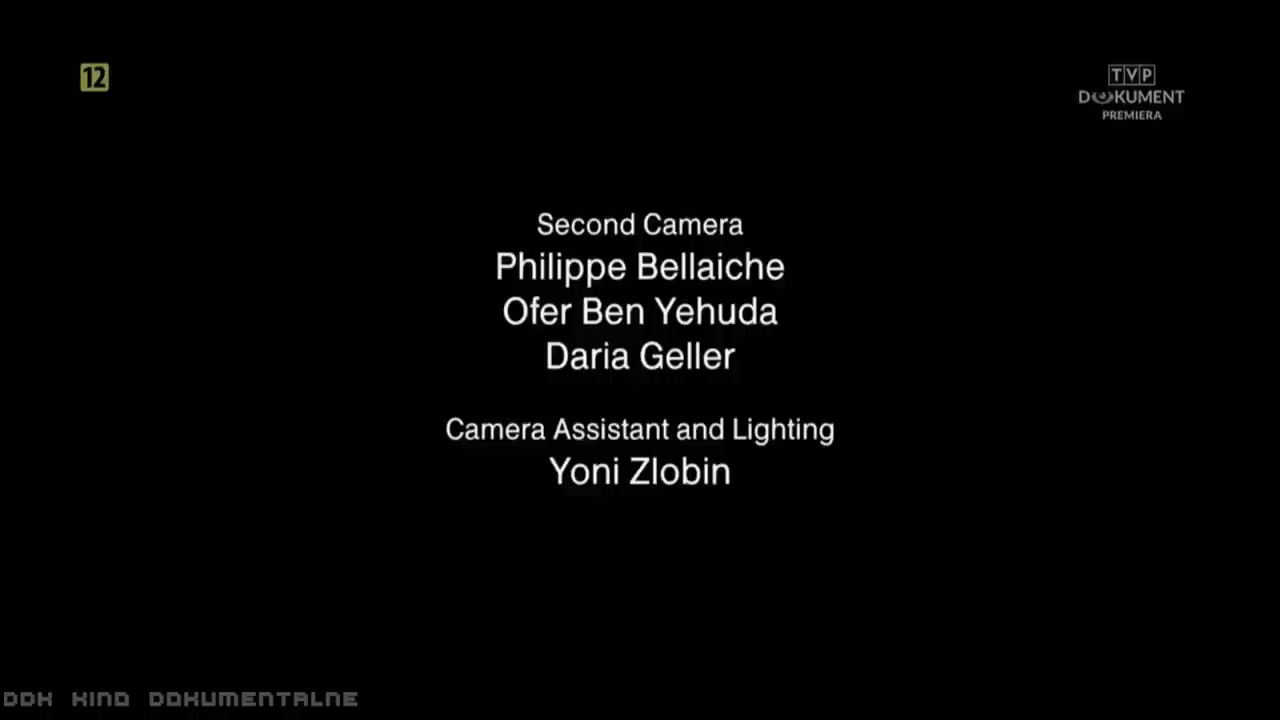 12
TVP
DOKUMENT
PREMIERA
Second Camera
Philippe Bellaiche
Ofer Ben Yehuda
Daria Geller
Camera Assistant and Lighting
Yoni Zlobin
DDK KINO DOKUMENTALNE